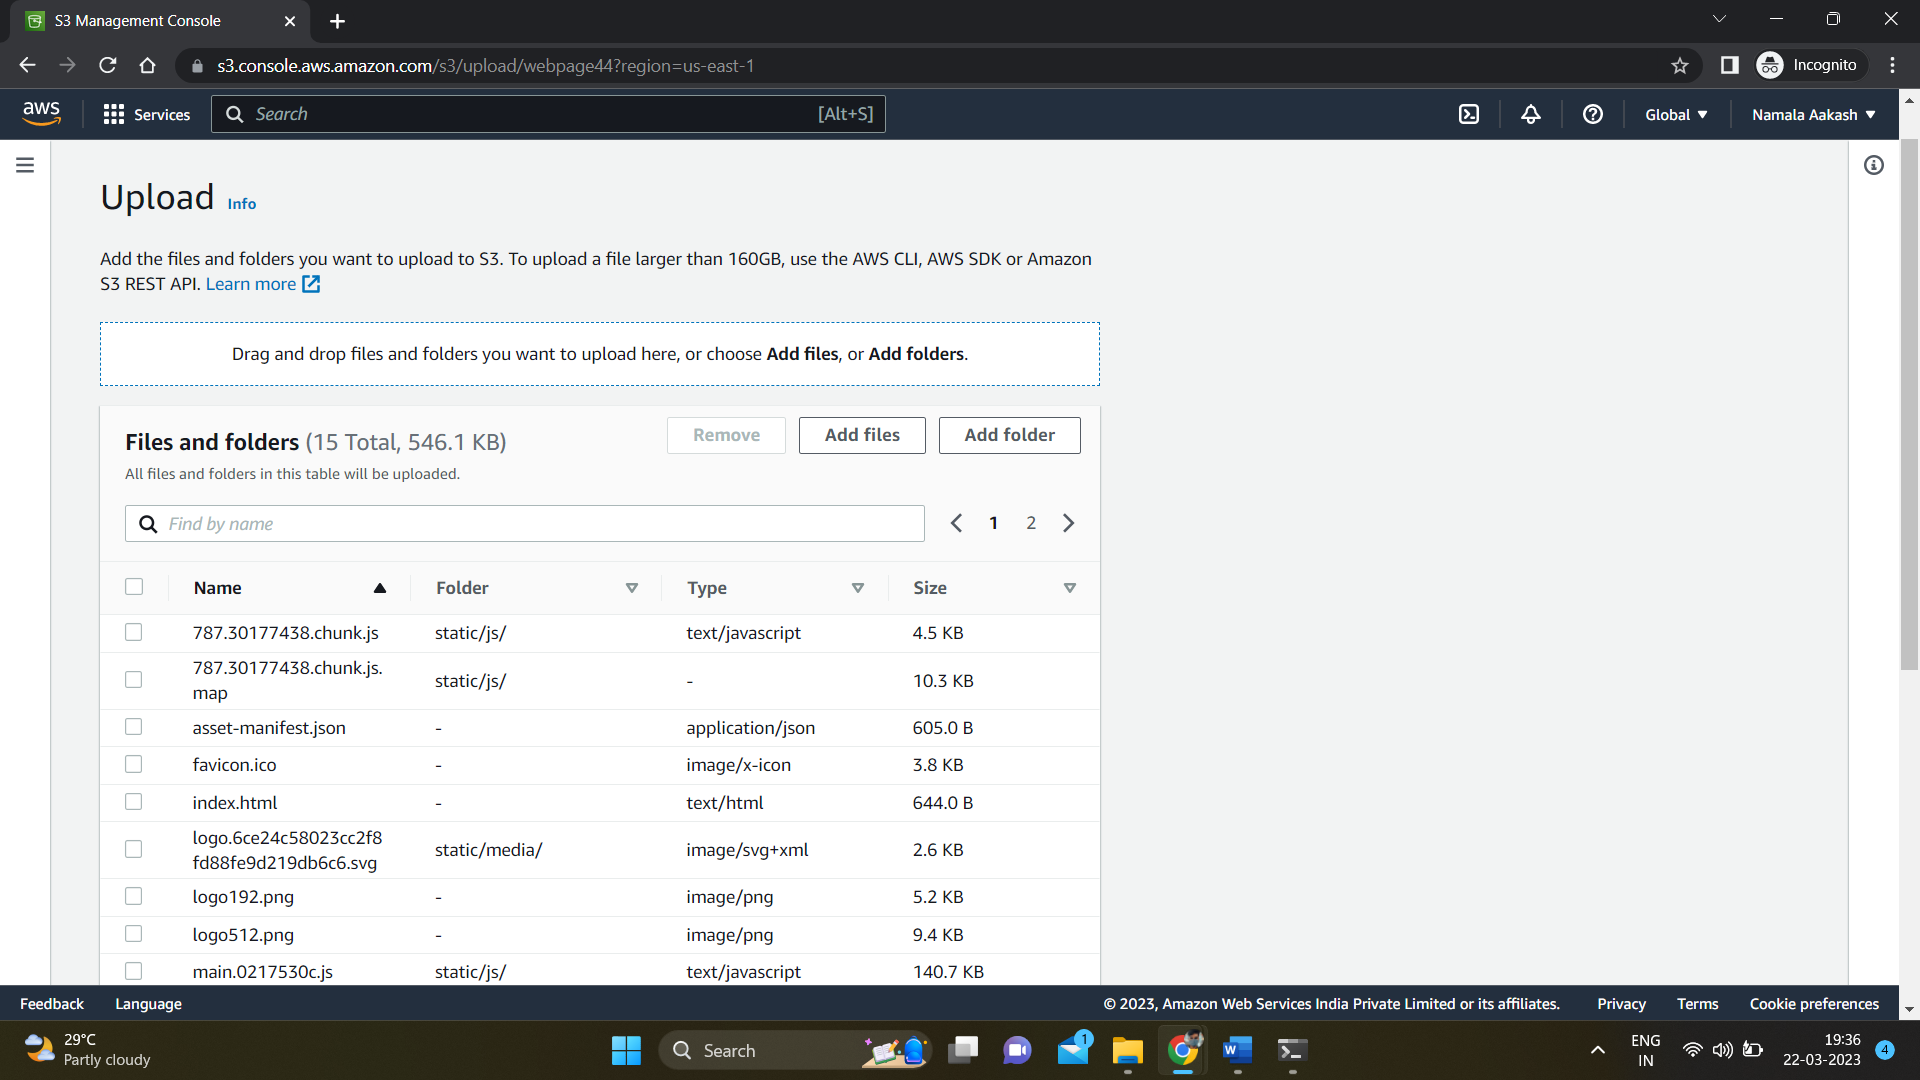 S3 Management Console
s3.console.aws.amazon.com/s3/upload/webpage44?region=us-east-1
Incognito
aws
Services
Search
[Alt+S]
Global
Namala Aakash
Upload Info
Add the files and folders you want to upload to S3. To upload a file larger than 160GB, use the AWS CLI, AWS SDK or Amazon
S3 REST API. Learn more
Drag and drop files and folders you want to upload here, or choose Add files, or Add folders.
Files and folders (15 Total, 546.1 KB)
Remove
Add files
Add folder
All files and folders in this table will be uploaded.
Find by name
1 2
Name Folder Type Size
787.30177438.chunk.js static/js/ text/javascript 4.5 KB
787.30177438.chunk.js.
map static/js/ - 10.3 KB
asset-manifest.json - application/json 605.0 B
favicon.ico - image/x-icon 3.8 KB
index.html - text/html 644.0 B
logo.6ce24c58023cc2f8
fd88fe9d219db6c6.svg static/media/ image/svg+xml 2.6 KB
logo192.png - image/png 5.2 KB
logo512.png - image/png 9.4 KB
main.0217530c.js static/js/ text/javascript 140.7 KB
Feedback Language © 2023, Amazon Web Services India Private Limited or its affiliates. Privacy Terms Cookie preferences
29°C
Partly cloudy
Search
1
W
ENG
IN
19:36
22-03-2023
4